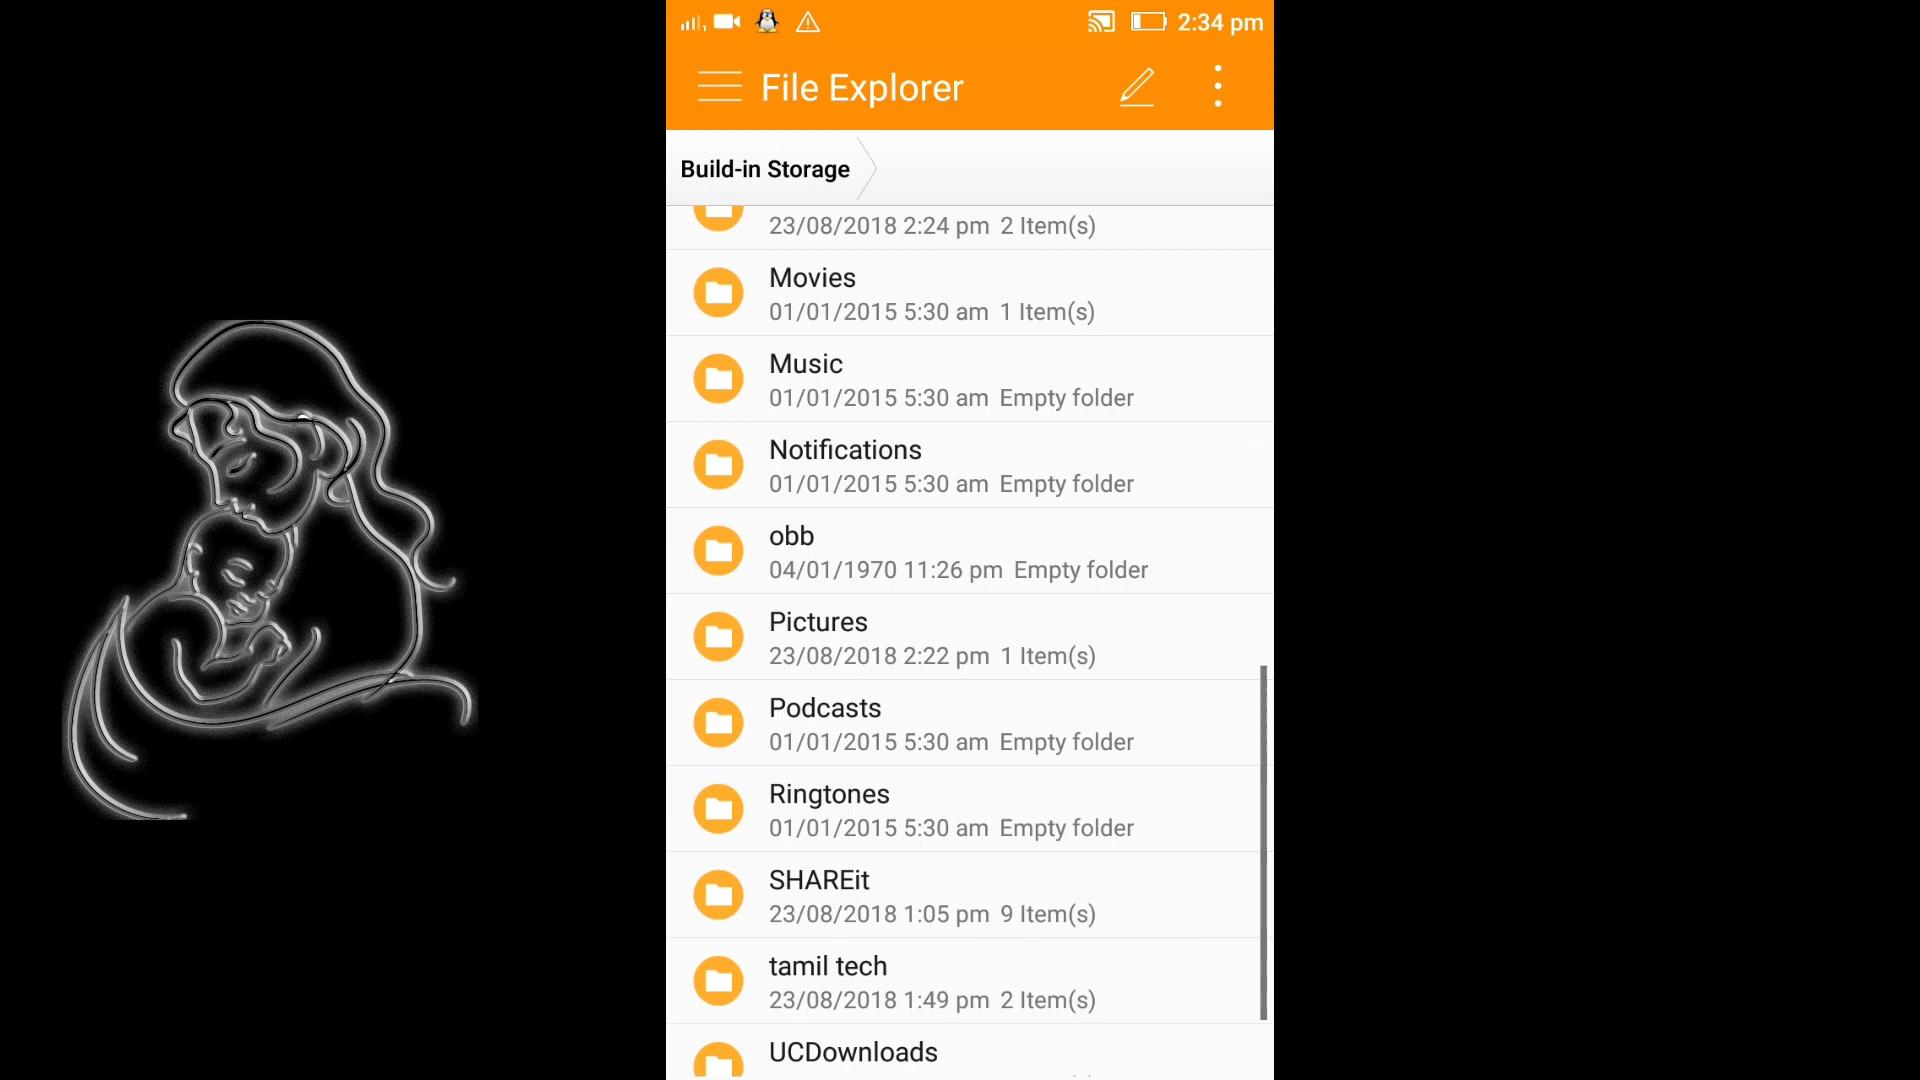 2:34 pm
File Explorer
Build-in Storage
23/08/2018 2:24 pm 2 Item(s)
Movies
01/01/2015 5:30 am 1 Item(s)
Music
01/01/2015 5:30 am Empty folder
Notifications
01/01/2015 5:30 am Empty folder
obb
04/01/1970 11:26 pm Empty folder
Pictures
23/08/2018 2:22 pm 1 Item(s)
Podcasts
01/01/2015 5:30 am Empty folder
Ringtones
01/01/2015 5:30 am Empty folder
SHAREit
23/08/2018 1:05 pm 9 Item(s)
tamil tech
23/08/2018 1:49 pm 2 Item(s)
UCDownloads